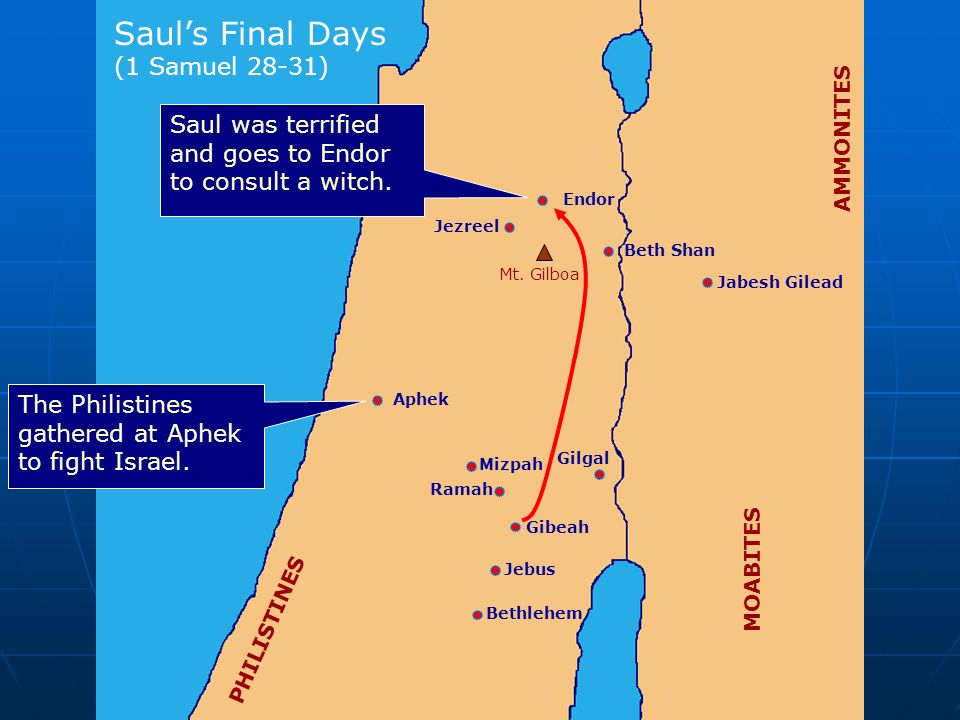 Saul’s Final Days
(1 Samuel 28-31)
AMMONITES
Saul was terrified
and goes to Endor
to consult a witch.
Endor
Jezreel
Beth Shan
Mt. Gilboa
Jabesh Gilead
The Philistines
gathered at Aphek
to fight Israel.
Aphek
Mizpah
Gilgal
Ramah
Gibeah
MOABITES
Jebus
PHILISTINES
Bethlehem